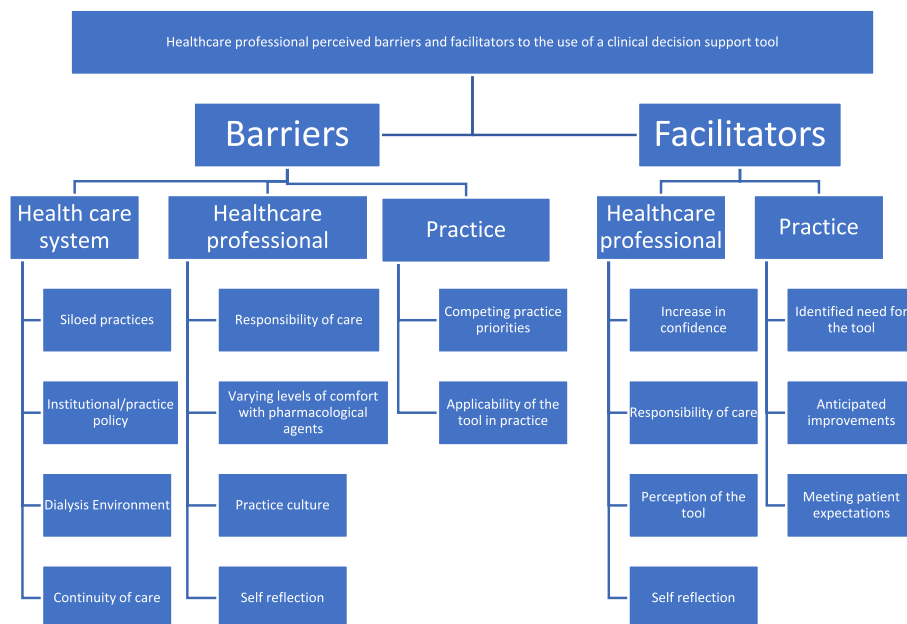 Healthcare professional perceived barriers and facilitators to the use of a clinical decision support tool
Barriers
Facilitators
Health care
system
Healthcare
professional
Practice
Healthcare
professional
Practice
Siloed practices
Institutional/practice
policy
Dialysis Environment
Continuity of care
Responsibility of care
Varying levels of comfort
with pharmacological
agents
Practice culture
Self reflection
Competing practice
priorities
Applicability of the
tool in practice
Increase in
confidence
Responsibility of care
Perception of the
tool
Self reflection
Identified need for
the tool
Anticipated
improvements
Meeting patient
expectations